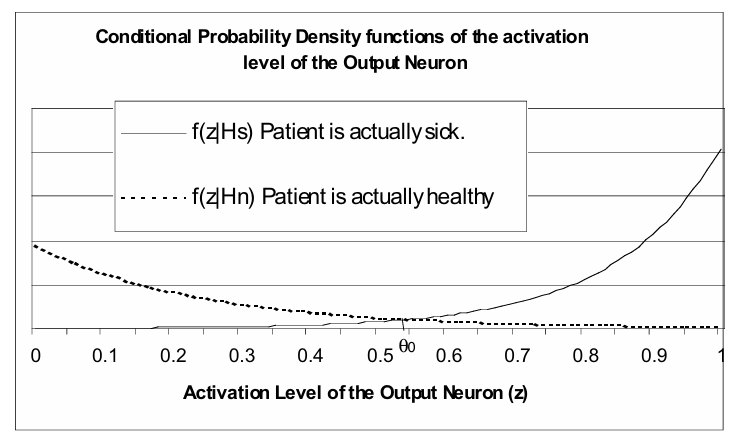 Conditional Probability Density functions of the activation
level of the Output Neuron
f(z|Hs) Patient is actually sick.
f(z|Hn) Patient is actually healthy
0 0.1 0.2 0.3 0.4 0.5 θ0 0.6 0.7 0.8 0.9 1
Activation Level of the Output Neuron (z)